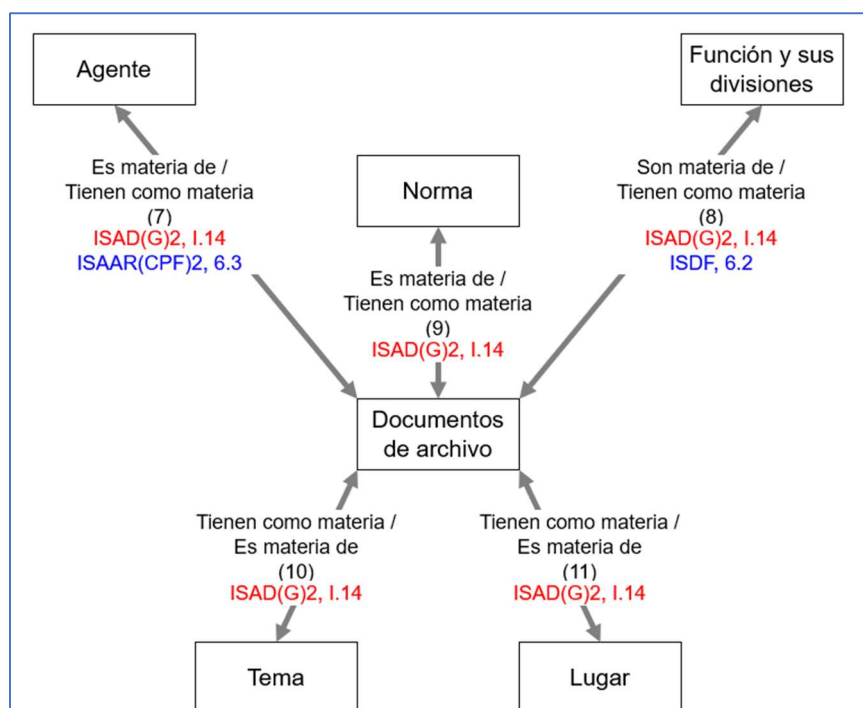 Agente
Función y sus
divisiones
Es materia de /
Tienen como materia
(7)
ISAD(G)2, I.14
ISAAR(CPF)2, 6.3
Norma
Son materia de /
Tienen como materia
(8)
ISAD(G)2, I.14
ISDF, 6.2
Es materia de /
Tienen como materia
(9)
ISAD(G)2, I.14
Documentos
de archivo
Tienen como materia /
Es materia de
(10)
ISAD(G)2, I.14
Tienen como materia /
Es materia de
(11)
ISAD(G)2, I.14
Tema
Lugar